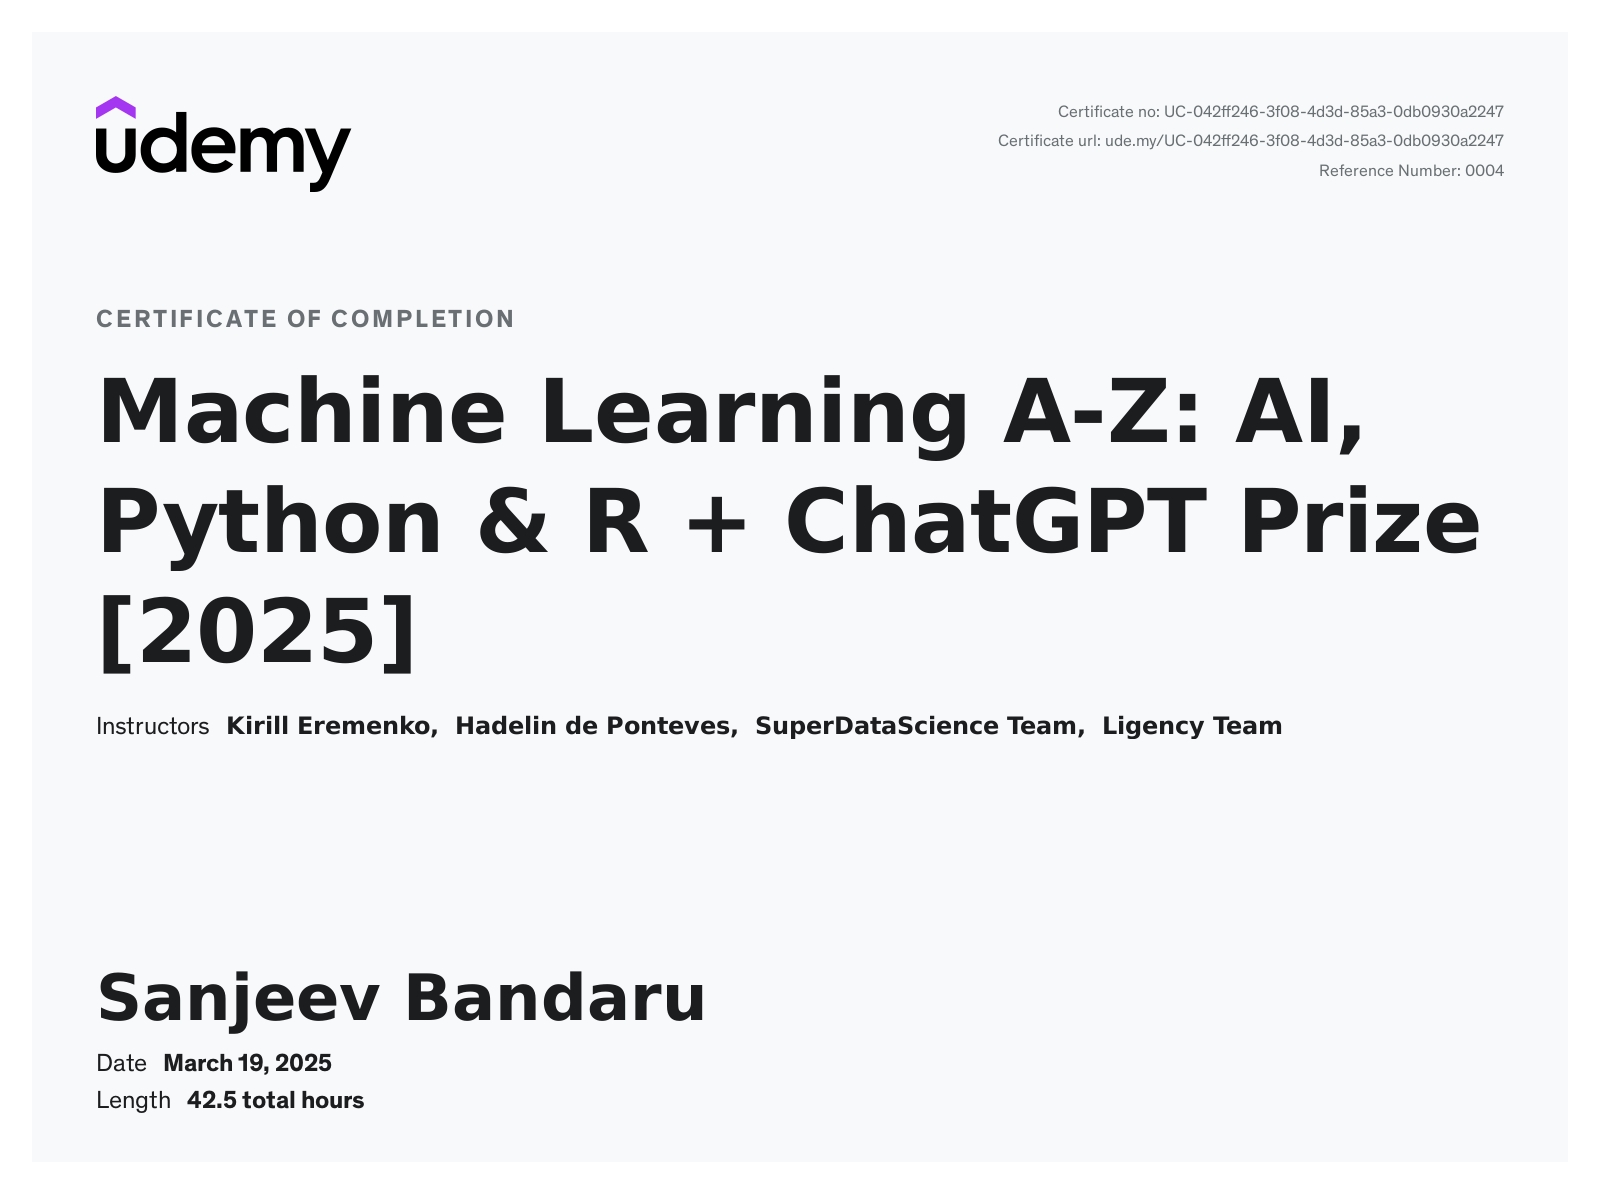 udemy
Certificate no: UC-042ff246-3f08-4d3d-85a3-0db0930a2247
Certificate url: ude.my/UC-042ff246-3f08-4d3d-85a3-0db0930a2247
Reference Number: 0004
CERTIFICATE OF COMPLETION
Machine Learning A-Z: AI,
Python & R + ChatGPT Prize
[2025]
Instructors Kirill Eremenko, Hadelin de Ponteves, SuperDataScience Team, Ligency Team
Sanjeev Bandaru
Date March 19, 2025
Length 42.5 total hours